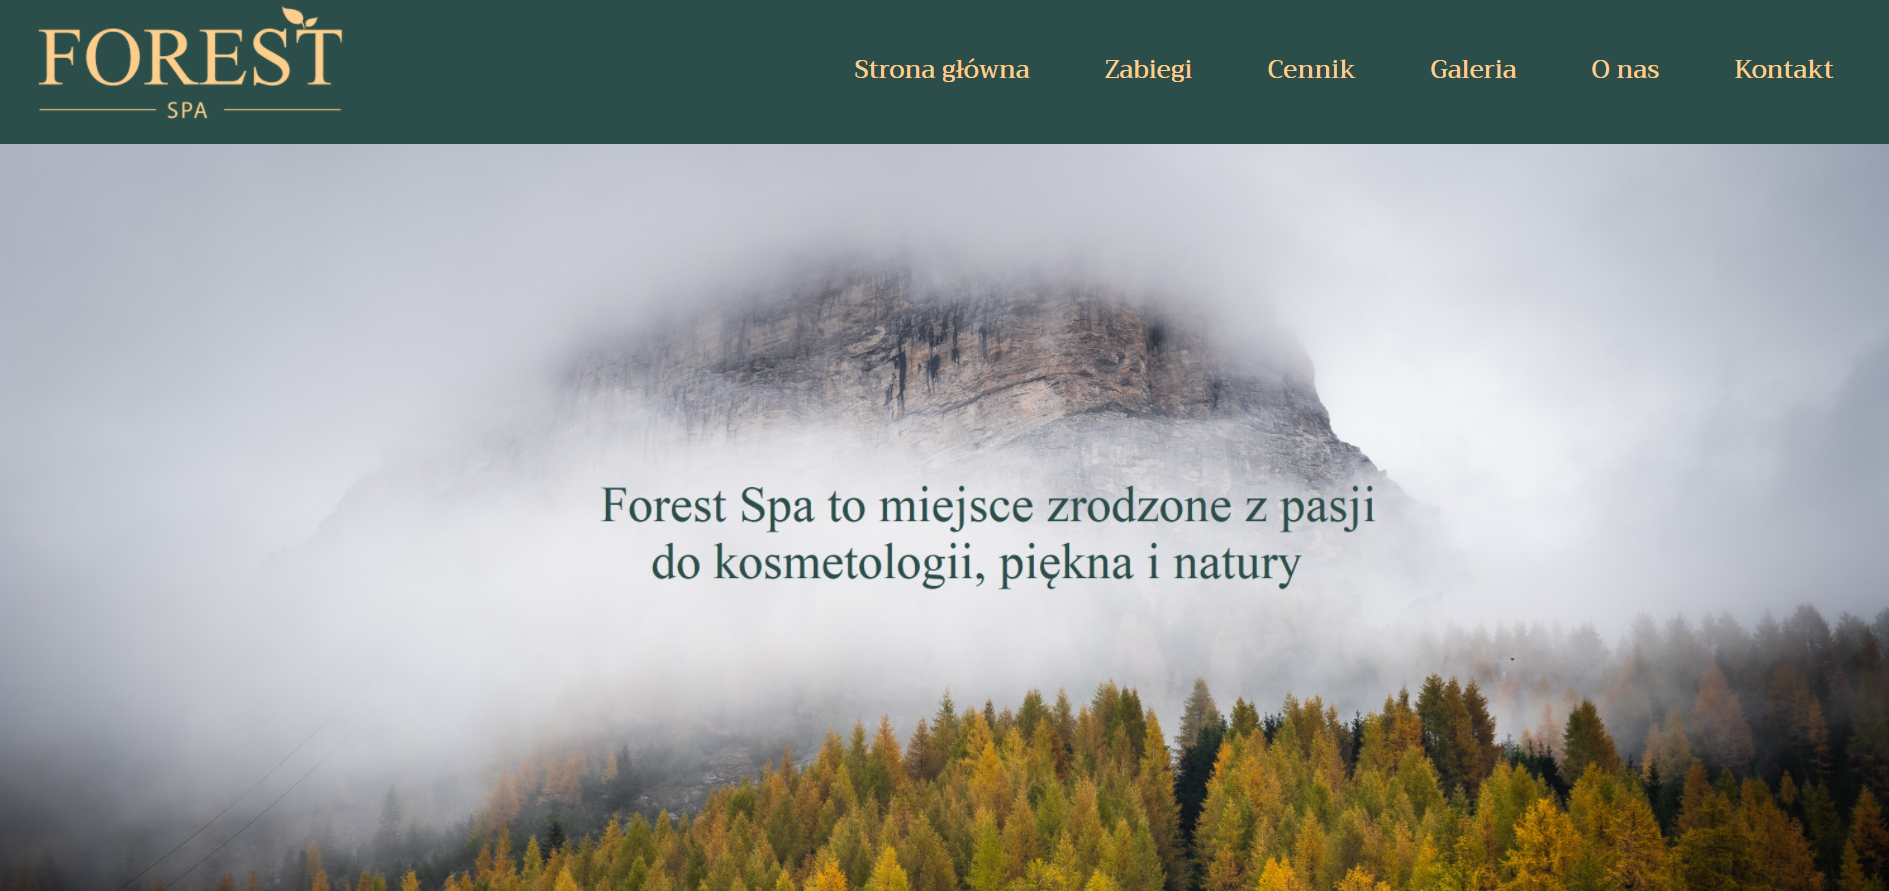 FOREST
SPA
Strona główna Zabiegi Cennik Galeria O nas Kontakt
Forest Spa to miejsce zrodzone z pasji
do kosmetologii, piękna i natury